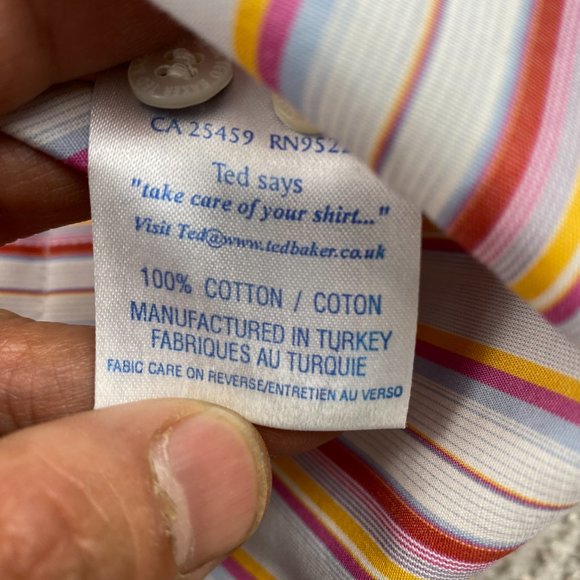 CA 25459
Ted says
"take care of your shirt..."
Visit Ted@www.tedbaker.co.uk
100% COTTON / COTON
MANUFACTURED IN TURKEY
FABRIQUES AU TURQUIE
FABIC CARE ON REVERSE/ENTRETIEN AU VERSO